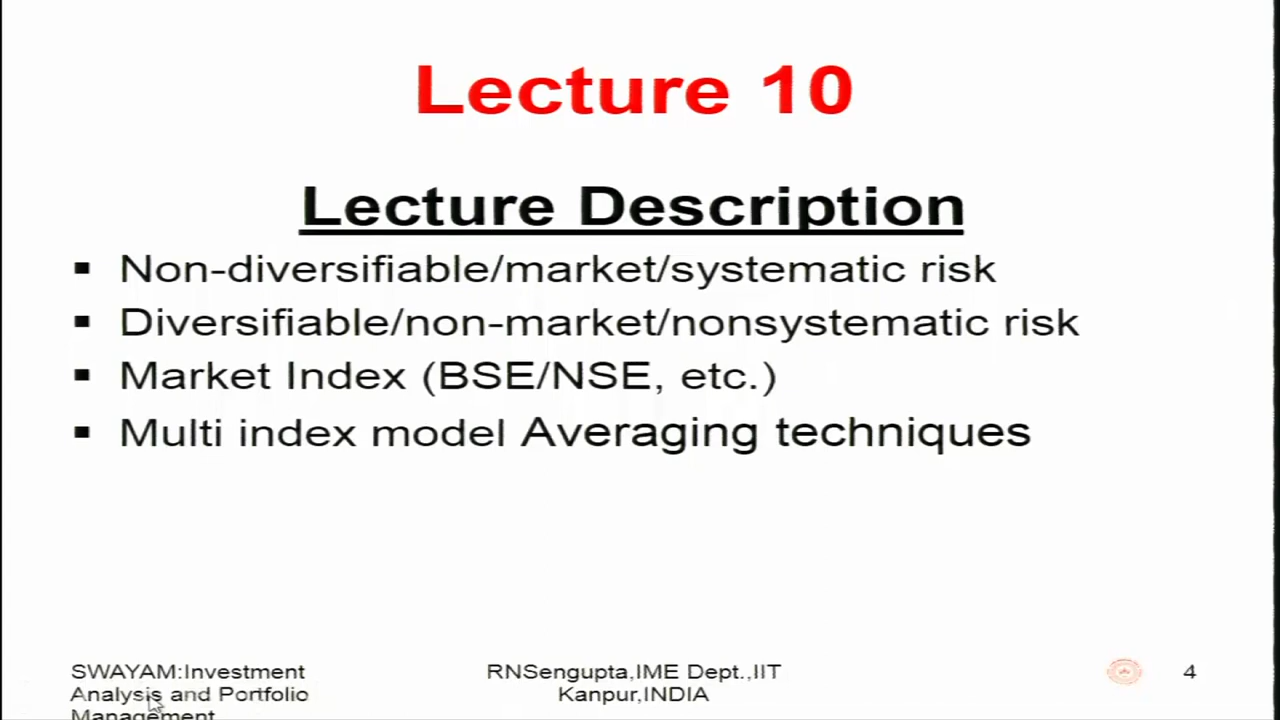 Lecture 10
Lecture Description
▪ Non-diversifiable/market/systematic risk
▪ Diversifiable/non-market/nonsystematic risk
▪ Market Index (BSE/NSE, etc.)
▪ Multi index model Averaging techniques
SWAYAM:Investment
Analysis and Portfolio
Management
RNSengupta,IME Dept.,IIT
Kanpur,INDIA
4